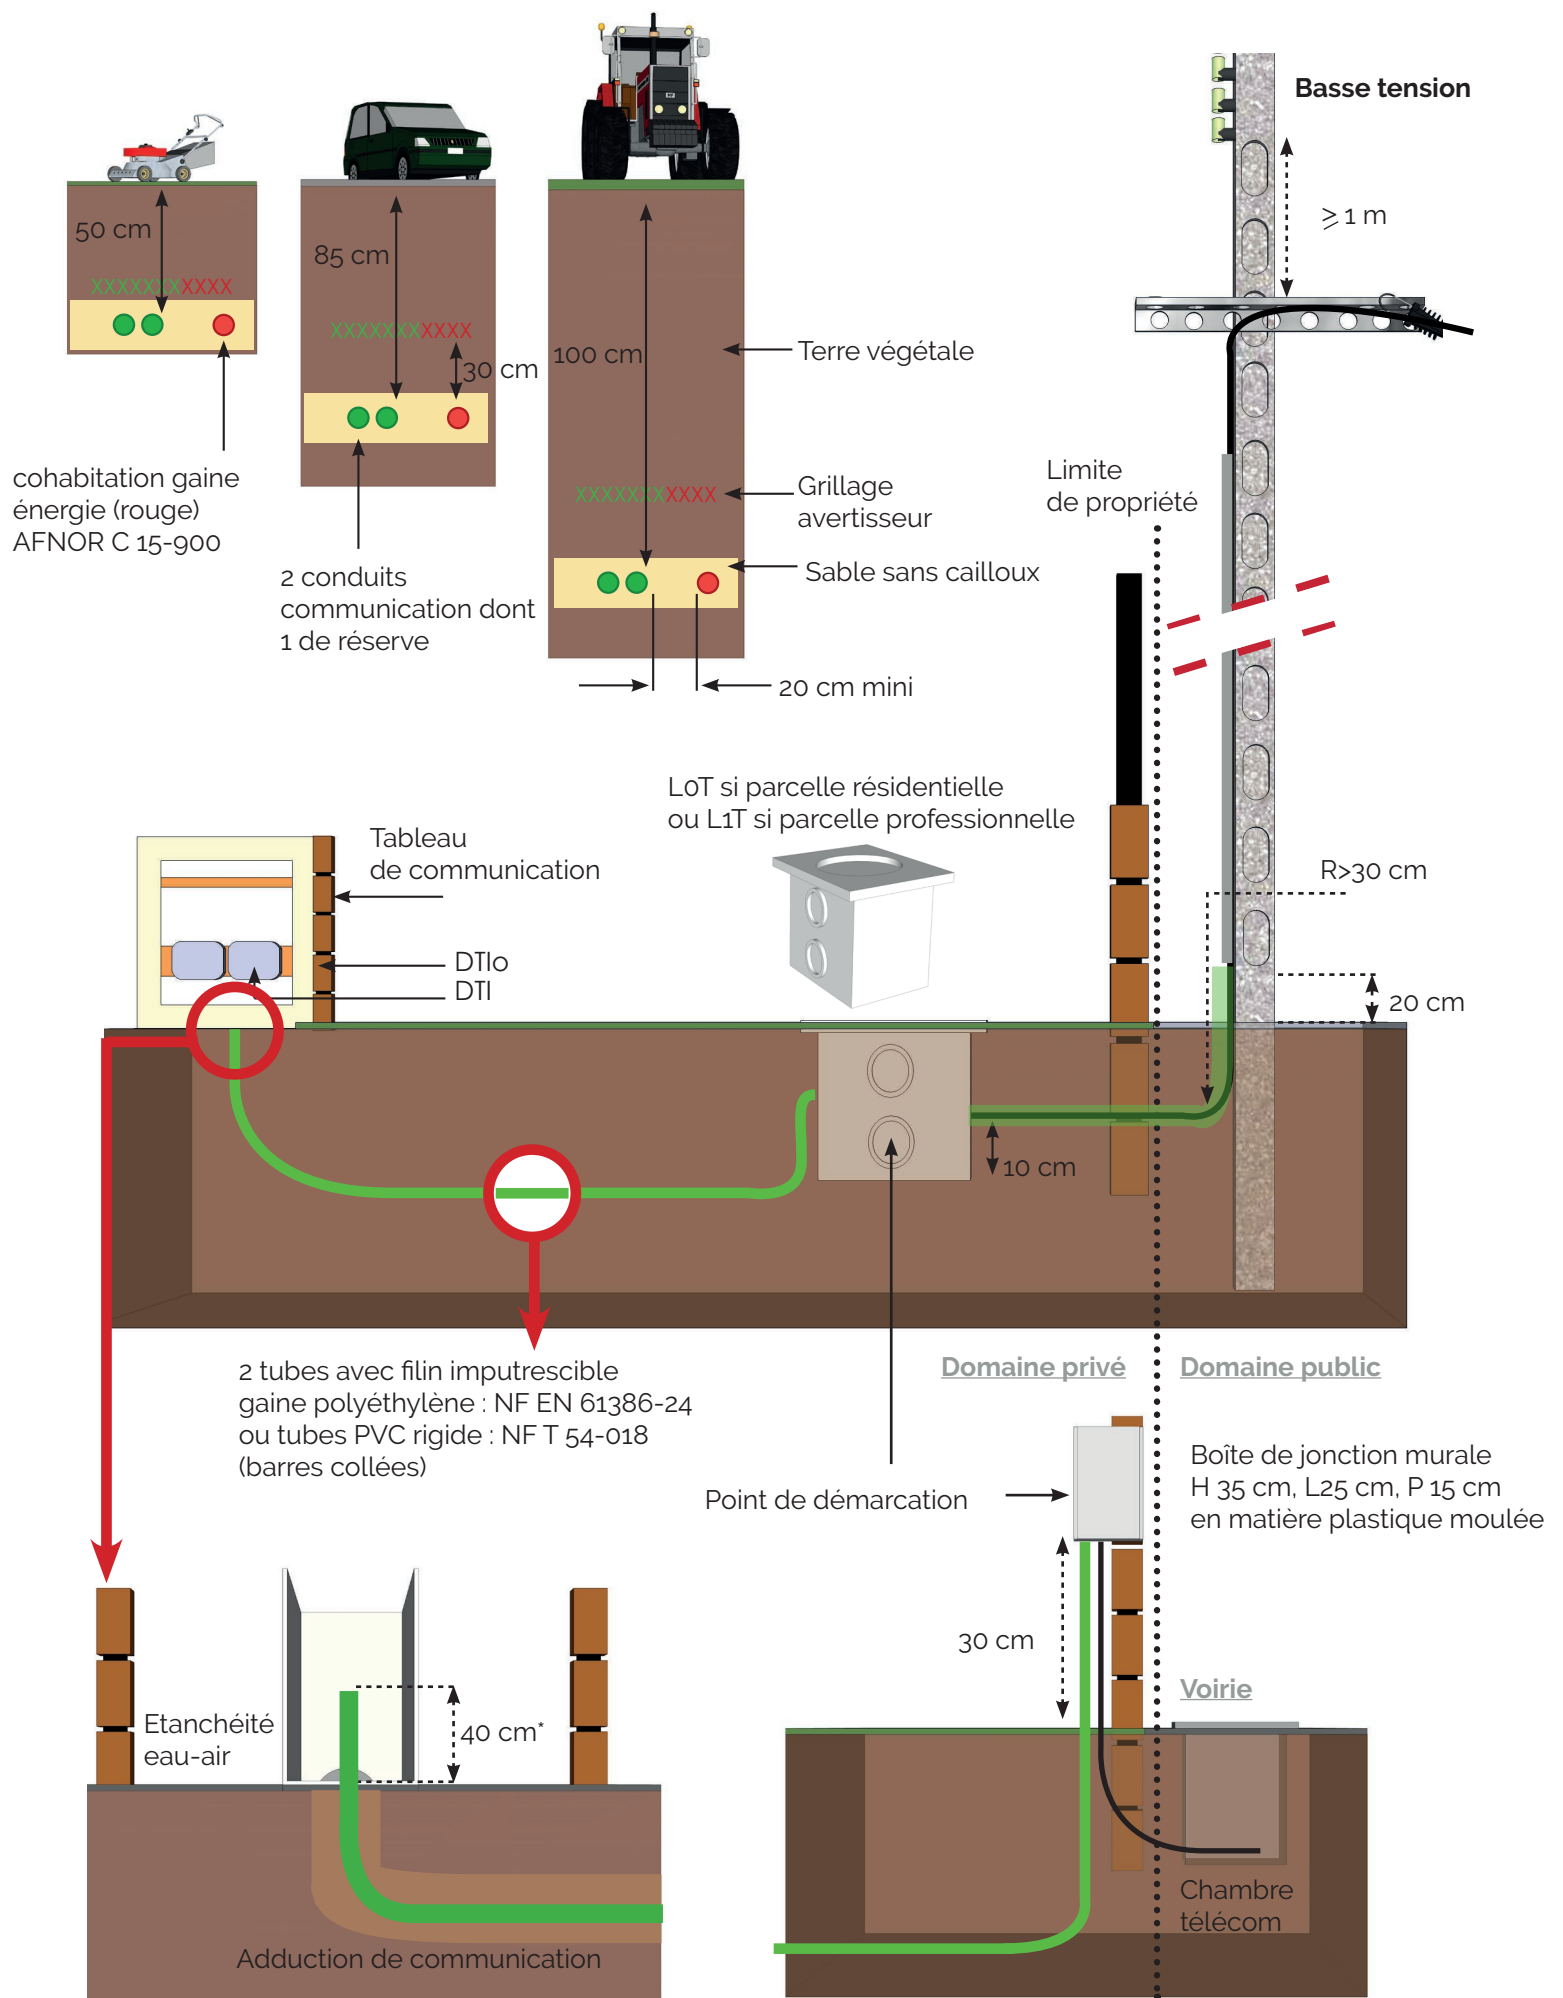 Basse tension
≥ 1 m
50 cm
XXXXXXXXXXX
85 cm
XXXXXXXXXXX
30 cm
100 cm
Terre végétale
XXXXXXXXXXX
Grillage
avertisseur
Sable sans cailloux
20 cm mini
cohabitation gaine
énergie (rouge)
AFNOR C 15-900
2 conduits
communication dont
1 de réserve
Limite
de propriété
L0T si parcelle résidentielle
ou L1T si parcelle professionnelle
Tableau
de communication
DTIo
DTI
R>30 cm
20 cm
10 cm
2 tubes avec filin imputrescible
gaine polyéthylène : NF EN 61386-24
ou tubes PVC rigide : NF T 54-018
(barres collées)
Domaine privé
Domaine public
Point de démarcation
Boîte de jonction murale
H 35 cm, L25 cm, P 15 cm
en matière plastique moulée
30 cm
Voirie
Chambre
télécom
Etanchéité
eau-air
40 cm*
Adduction de communication